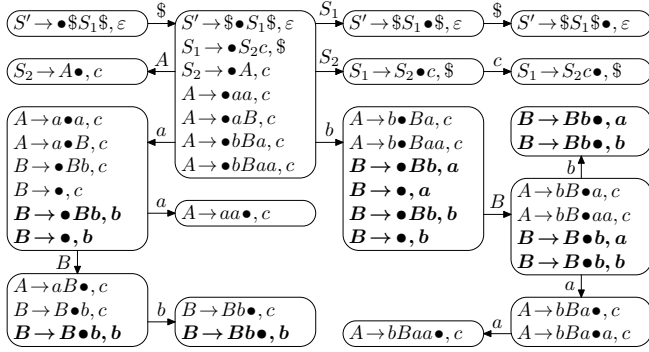 S′ → •$S₁$, ε
$
S′ → $•S₁$, ε
S₁ → •S₂c, $
S₂ → •A, c
A → •aa, c
A → •aB, c
A → •bBa, c
A → •bBaa, c
S₁
S′ → $S₁•$, ε
$
S′ → $S₁$•, ε
S₂ → A•, c
A
S₂
S₁ → S₂•c, $
c
S₁ → S₂c•, $
A → a•a, c
A → a•B, c
B → •Bb, c
B → •, c
B → •Bb, b
B → •, b
a
b
A → b•Ba, c
A → b•Baa, c
B → •Bb, a
B → •, a
B → •Bb, b
B → •, b
B → Bb•, a
B → Bb•, b
b
a
A → aa•, c
B
A → bB•a, c
A → bB•aa, c
B → B•b, a
B → B•b, b
B
A → aB•, c
B → B•b, c
B → B•b, b
b
B → Bb•, c
B → Bb•, b
a
A → bBaa•, c
a
A → bBa•, c
A → bBa•a, c